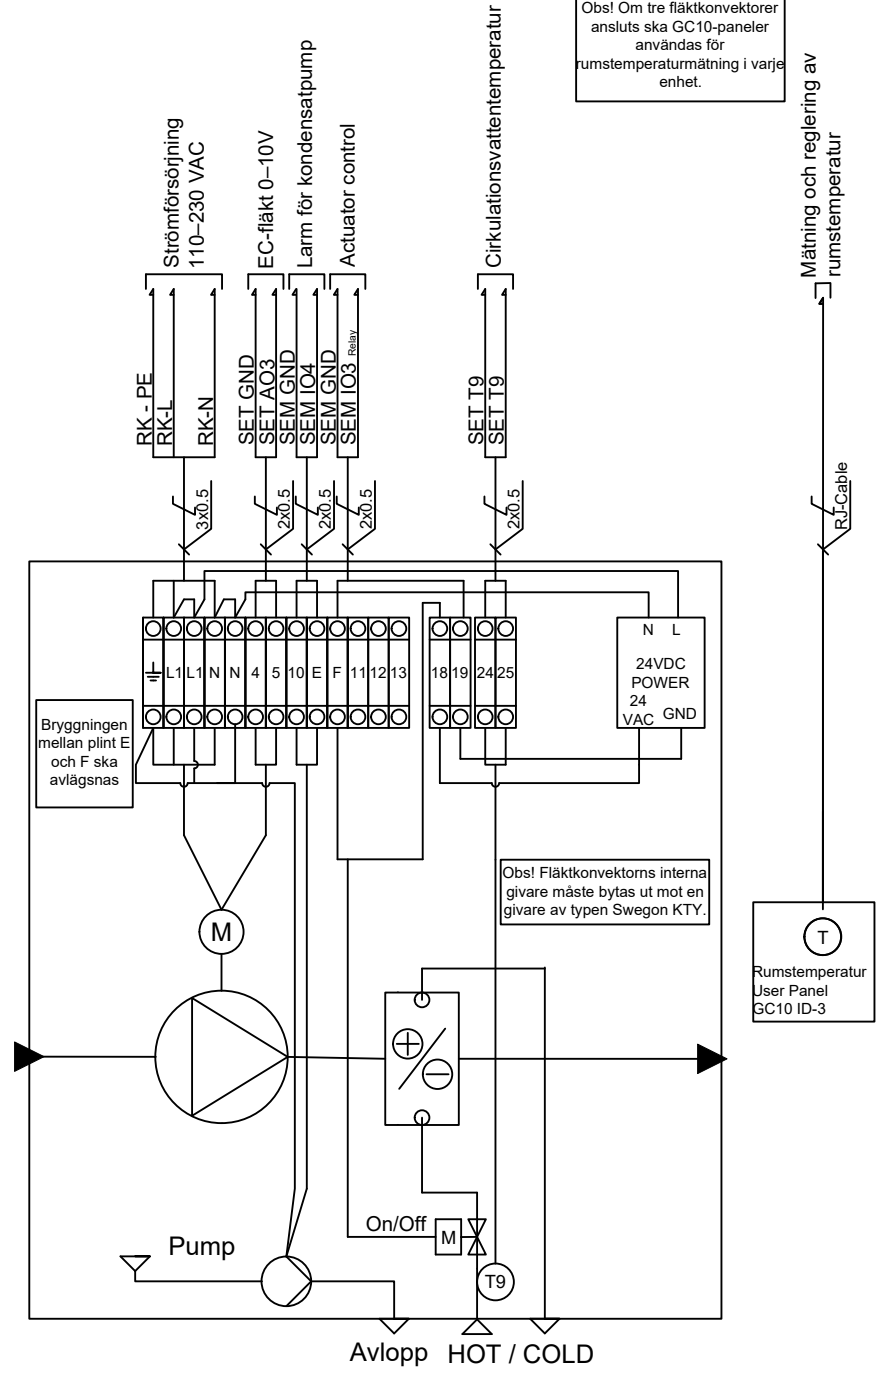 Obs! Om tre fläktkonvektorer
ansluts ska GC10-paneler
användas för
rumstemperaturmätning i varje
enhet.
Strömförsörjning
110–230 VAC
EC-fläkt 0–10V
Larm för kondensatpump
Actuator control
Cirkulationsvattentemperatur
Mätning och reglering av
rumstemperatur
RK - PE
RK-L
RK-N
SET GND
SET AO3
SEM GND
SEM IO4
SEM GND
SEM IO3 Relay
SET T9
SET T9
3x0.5
2x0.5
2x0.5
2x0.5
2x0.5
RJ-Cable
L1 L1 N N 4 5 10 E F 11 12 13
18 19
24 25
N L
24VDC
POWER
24
VAC GND
Bryggningen
mellan plint E
och F ska
avlägsnas
Obs! Fläktkonvektorns interna
givare måste bytas ut mot en
givare av typen Swegon KTY.
M
T
Rumstemperatur
User Panel
GC10 ID-3
On/Off
M
Pump
T9
Avlopp
HOT / COLD